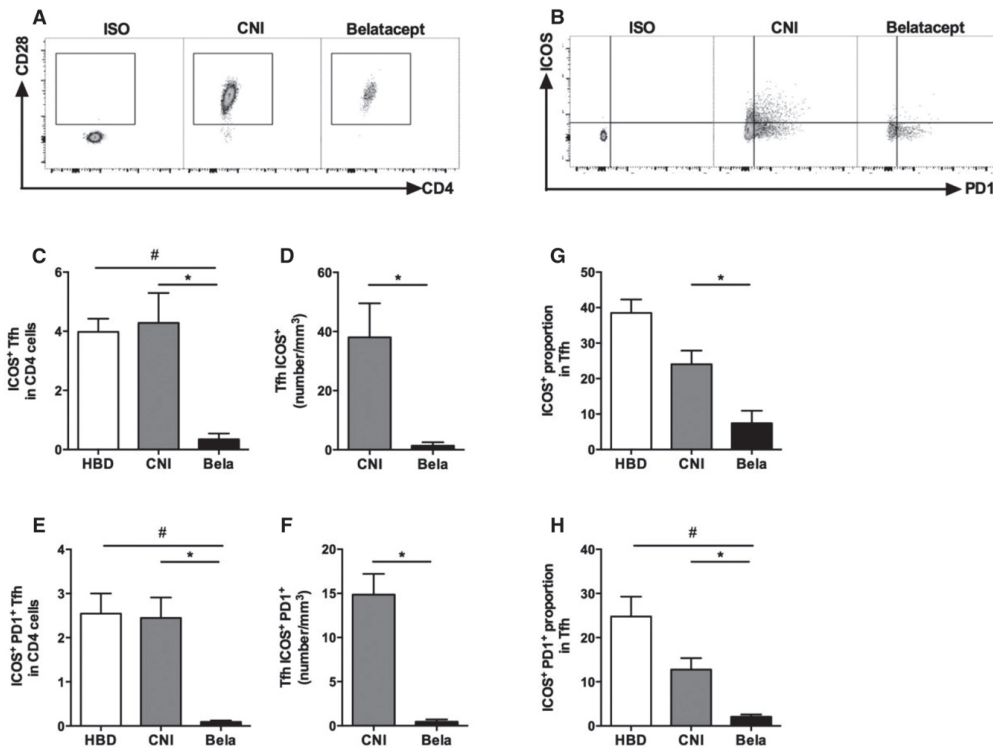 A
ISO
CNI
Belatacept
CD28
CD4
B
ISO
CNI
Belatacept
ICOS
PD1
C
#
*
ICOS⁺ Tfh
in CD4 cells
6
4
2
0
HBD
CNI
Bela
D
*
Tfh ICOS⁺
(number/mm³)
60
40
20
0
CNI
Bela
G
*
ICOS⁺ proportion
in Tfh
50
40
30
20
10
0
HBD
CNI
Bela
E
#
*
ICOS⁺ PD1⁺ Tfh
in CD4 cells
4
3
2
1
0
HBD
CNI
Bela
F
*
Tfh ICOS⁺ PD1⁺
(number/mm³)
20
15
10
5
0
CNI
Bela
H
#
*
ICOS⁺ PD1⁺ proportion
in Tfh
40
30
20
10
0
HBD
CNI
Bela